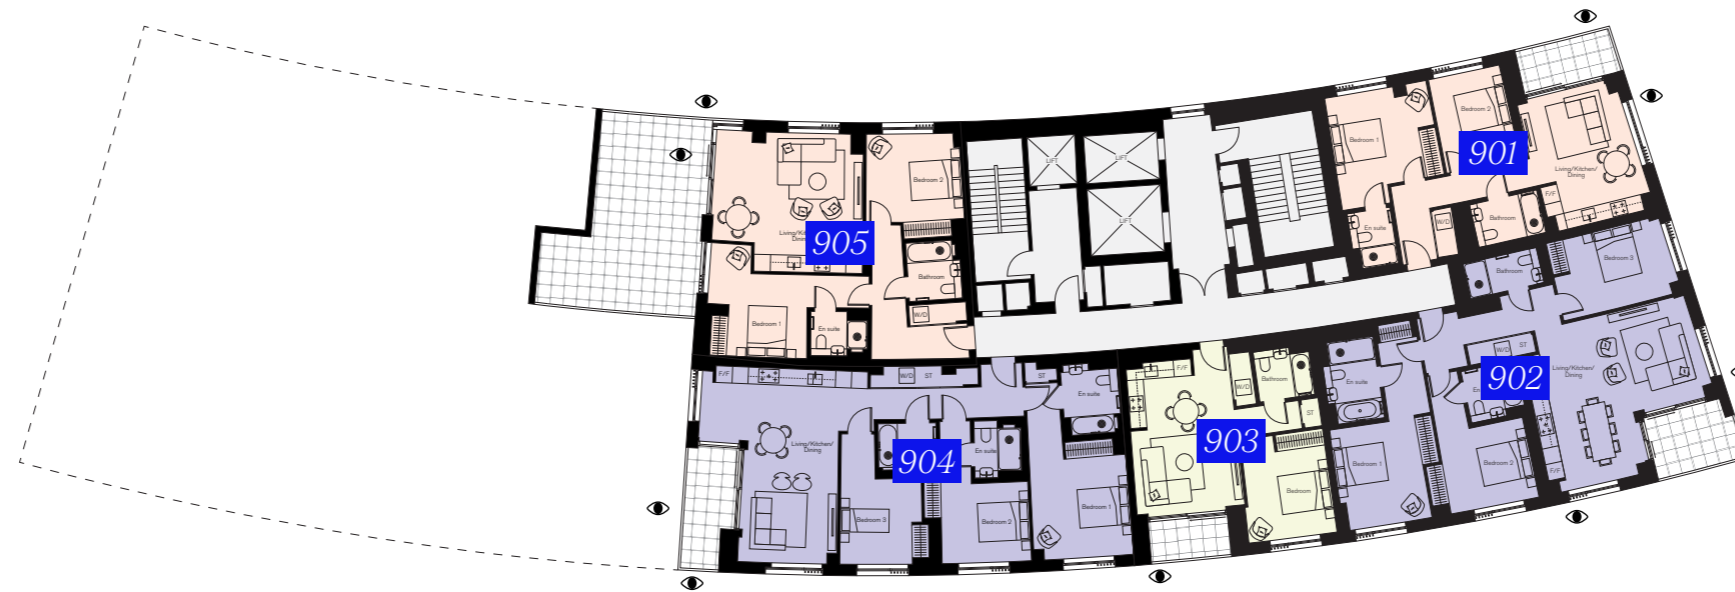 Bedroom 2
Bedroom 1
901
Living/Kitchen/
Dining
F/F
Bathroom
W/D
En suite
LIFT
LIFT
LIFT
Bedroom 2
905
Bathroom
W/D
Bedroom 1
En suite
Bathroom
Bedroom 3
W/D
ST
902
Living/Kitchen/
Dining
En suite
F/F
Bedroom 1
Bedroom 2
F/F
W/D
Bathroom
ST
903
Bedroom
F/F
W/D
ST
ST
En suite
Living/Kitchen/
Dining
904
En suite
Bedroom 3
Bedroom 2
Bedroom 1